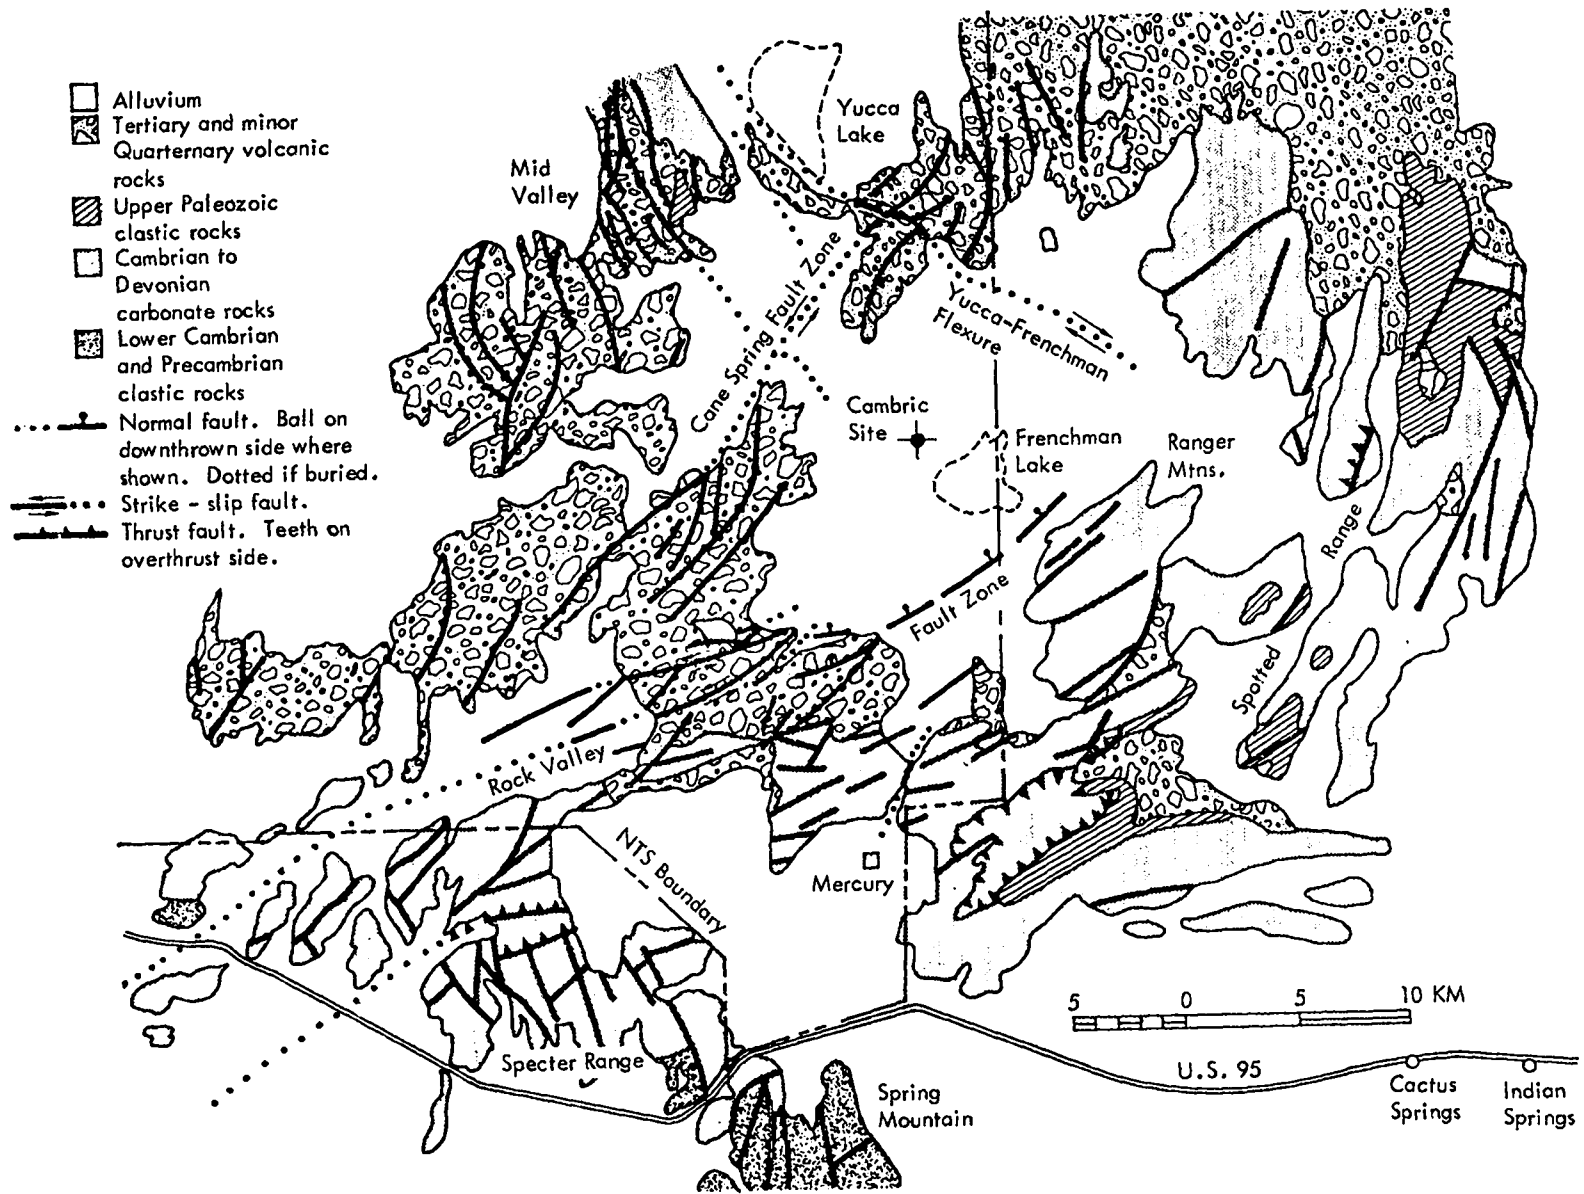 Alluvium
Tertiary and minor
Quarternary volcanic
rocks
Upper Paleozoic
clastic rocks
Cambrian to
Devonian
carbonate rocks
Lower Cambrian
and Precambrian
clastic rocks
Normal fault. Ball on
downthrown side where
shown. Dotted if buried.
Strike - slip fault.
Thrust fault. Teeth on
overthrust side.
Mid
Valley
Yucca
Lake
Cane Spring Fault Zone
Yucca-Frenchman
Flexure
Cambric
Site
Frenchman
Lake
Ranger
Mtns.
Spotted Range
Rock Valley
Fault Zone
NTS Boundary
Mercury
Specter Range
Spring
Mountain
5 0 5 10 KM
U.S. 95
Cactus
Springs
Indian
Springs